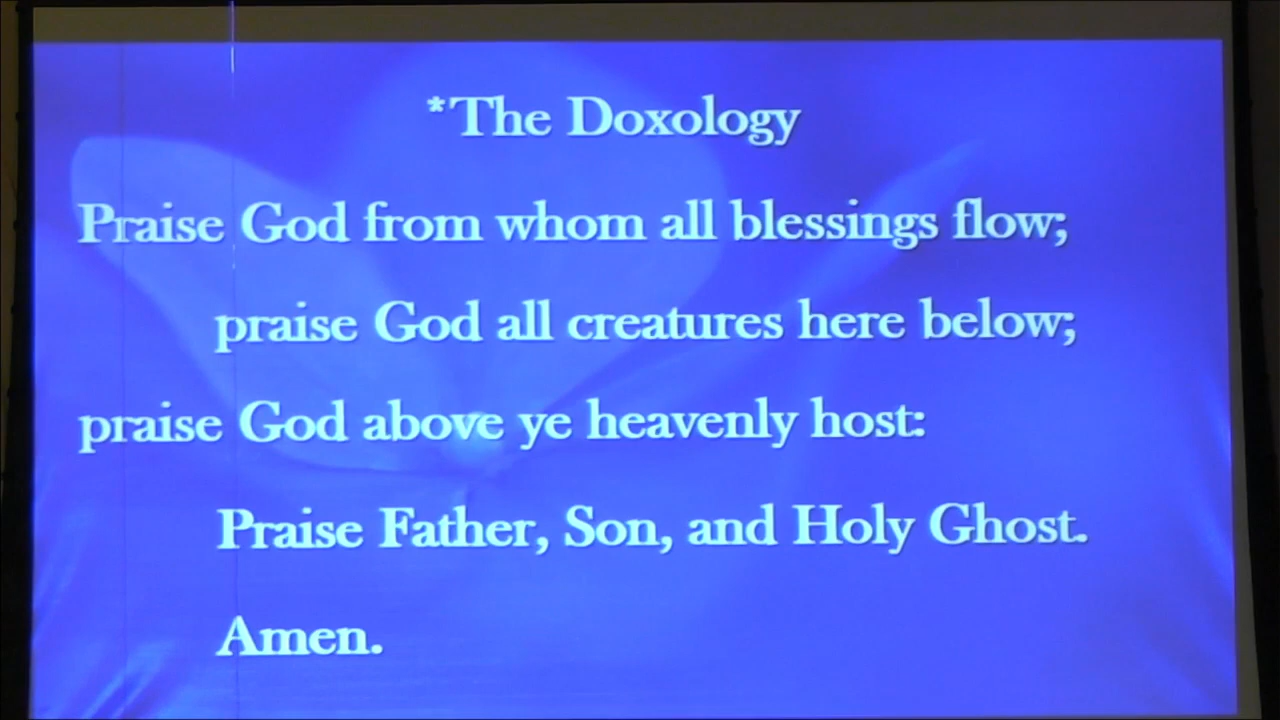 *The Doxology
Praise God from whom all blessings flow;
praise God all creatures here below;
praise God above ye heavenly host:
Praise Father, Son, and Holy Ghost.
Amen.